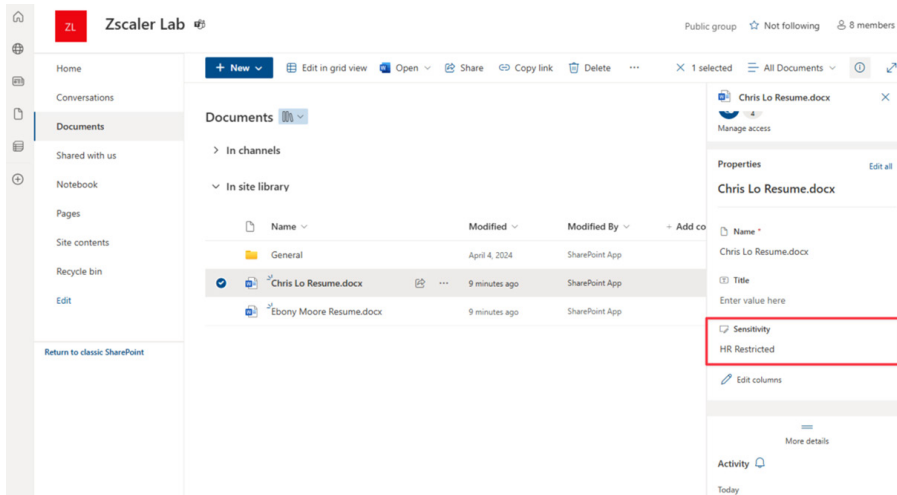 ZL
Zscaler Lab
Public group
Not following
8 members
Home
Conversations
Documents
Shared with us
Notebook
Pages
Site contents
Recycle bin
Edit
Return to classic SharePoint
+ New
Edit in grid view
Open
Share
Copy link
Delete
...
1 selected
All Documents
Documents
In channels
In site library
Name
Modified
Modified By
+ Add co
General
April 4, 2024
SharePoint App
Chris Lo Resume.docx
...
9 minutes ago
SharePoint App
Ebony Moore Resume.docx
9 minutes ago
SharePoint App
Chris Lo Resume.docx
4
Manage access
Properties
Edit all
Chris Lo Resume.docx
Name *
Chris Lo Resume.docx
Title
Enter value here
Sensitivity
HR Restricted
Edit columns
More details
Activity
Today